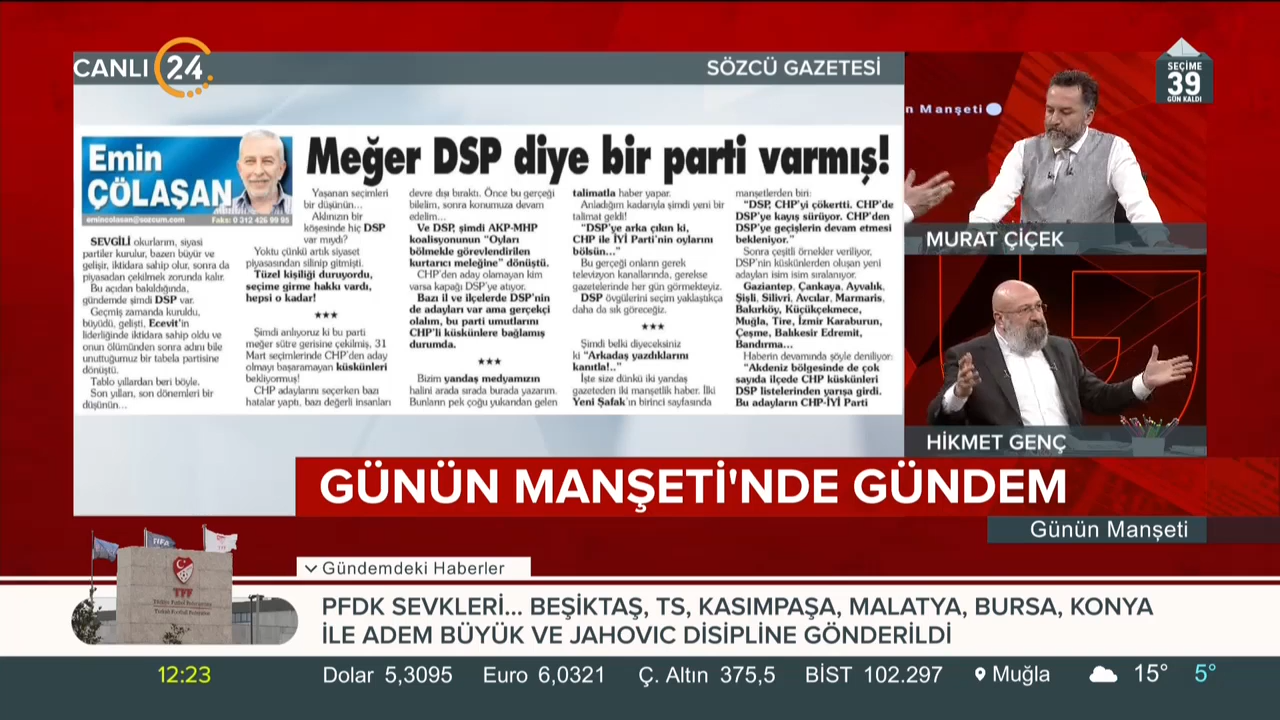 CANLI 24
SÖZCÜ GAZETESİ
SEÇİME
39
GÜN KALDI
n Manşeti
Emin
ÇÖLAŞAN
emincolasan@sozcu.com
Faks: 0 312 426 99 95
Meğer DSP diye bir parti varmış!
SEVGİLİ okurlarım, siyasi
partiler kurulur, bazen büyür ve
gelişir, iktidara sahip olur, sonra da
piyasadan çekilmek zorunda kalır.
Bu açıdan bakıldığında,
gündemde şimdi DSP var.
Geçmiş zamanda kuruldu,
büyüdü, gelişti, Ecevit'in
liderliğinde iktidara sahip oldu ve
onun ölümünden sonra adını bile
unuttuğumuz bir tabela partisine
dönüştü.
Tablo yıllardan beri böyle.
Son yılları, son dönemleri bir
düşünün...
Yaşanan seçimleri
bir düşünün...
Aklınızın bir
köşesinde hiç DSP
var mıydı?
Yoktu çünkü artık siyaset
piyasasından silinip gitmişti.
Tüzel kişiliği duruyordu,
seçime girme hakkı vardı,
hepsi o kadar!
***
Şimdi anlıyoruz ki bu parti
meğer sütre gerisine çekilmiş, 31
Mart seçimlerinde CHP'den aday
olmayı başaramayan küskünleri
bekliyormuş!
CHP adaylarını seçerken bazı
hatalar yaptı, bazı değerli insanları
devre dışı bıraktı. Önce bu gerçeği
bilelim, sonra konumuza devam
edelim...
Ve DSP, şimdi AKP-MHP
koalisyonunun "Oyları
bölmekle görevlendirilen
kurtarıcı meleğine" dönüştü.
CHP'den aday olamayan kim
varsa kapağı DSP'ye atıyor.
Bazı il ve ilçelerde DSP'nin
de adayları var ama gerçekçi
olalım, bu parti umutlarını
CHP'li küskünlere bağlamış
durumda.
***
Bizim yandaş medyamızın
halini arada sırada burada yazarım.
Bunların pek çoğu yukarıdan gelen
talimatla haber yapar.
Anladığım kadarıyla şimdi yeni bir
talimat geldi!
"DSP'ye arka çıkın ki,
CHP ile İYİ Parti'nin oylarını
bölsün..."
Bu gerçeği onların gerek
televizyon kanallarında, gerekse
gazetelerinde her gün görmekteyiz.
DSP övgülerini seçim yaklaştıkça
daha da sık göreceğiz.
***
Şimdi belki diyeceksiniz
ki "Arkadaş yazdıklarını
kanıtla!.."
İşte size dünkü iki yandaş
gazeteden iki manşetlik haber. İlki
Yeni Şafak'ın birinci sayfasında
manşetlerden biri:
"DSP, CHP'yi çökertti. CHP'de
DSP'ye kayış sürüyor. CHP'den
DSP'ye geçişlerin devam etmesi
bekleniyor."
Sonra çeşitli örnekler veriliyor,
DSP'nin küskünlerden oluşan yeni
adayları isim isim sıralanıyor.
Gaziantep, Çankaya, Ayvalık,
Şişli, Silivri, Avcılar, Marmaris,
Bakırköy, Küçükçekmece,
Muğla, Tire, İzmir Karaburun,
Çeşme, Balıkesir Edremit,
Bandırma...
Haberin devamında şöyle deniliyor:
"Akdeniz bölgesinde de çok
sayıda ilçede CHP küskünleri
DSP listelerinden yarışa girdi.
Bu adayların CHP-İYİ Parti
MURAT ÇİÇEK
HİKMET GENÇ
GÜNÜN MANŞETİ'NDE GÜNDEM
Günün Manşeti
Gündemdeki Haberler
FIFA
TFF
Türkiye Futbol Federasyonu
Turkish Football Federation
PFDK SEVKLERİ... BEŞİKTAŞ, TS, KASIMPAŞA, MALATYA, BURSA, KONYA
İLE ADEM BÜYÜK VE JAHOVIC DİSİPLİNE GÖNDERİLDİ
12:23 Dolar 5,3095 Euro 6,0321 Ç. Altın 375,5 BİST 102.297 Muğla 15° 5°